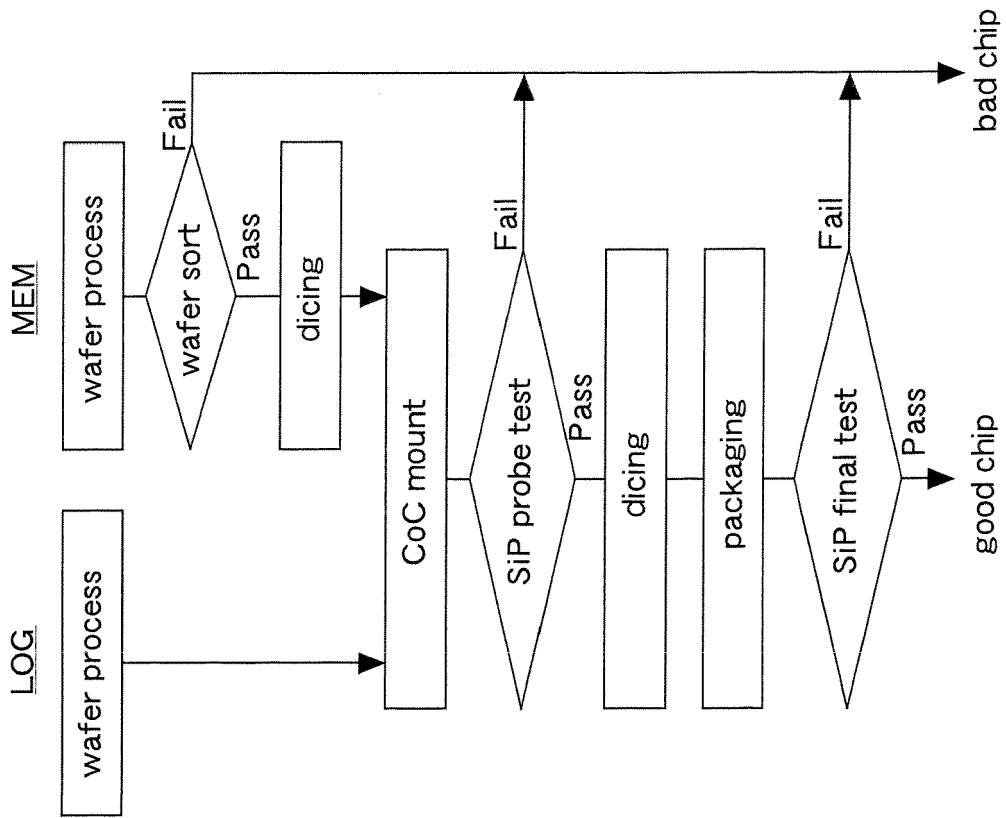 LOG
MEM
wafer process
wafer process
wafer sort
Fail
Pass
dicing
CoC mount
SiP probe test
Fail
Pass
dicing
packaging
SiP final test
Fail
Pass
good chip
bad chip